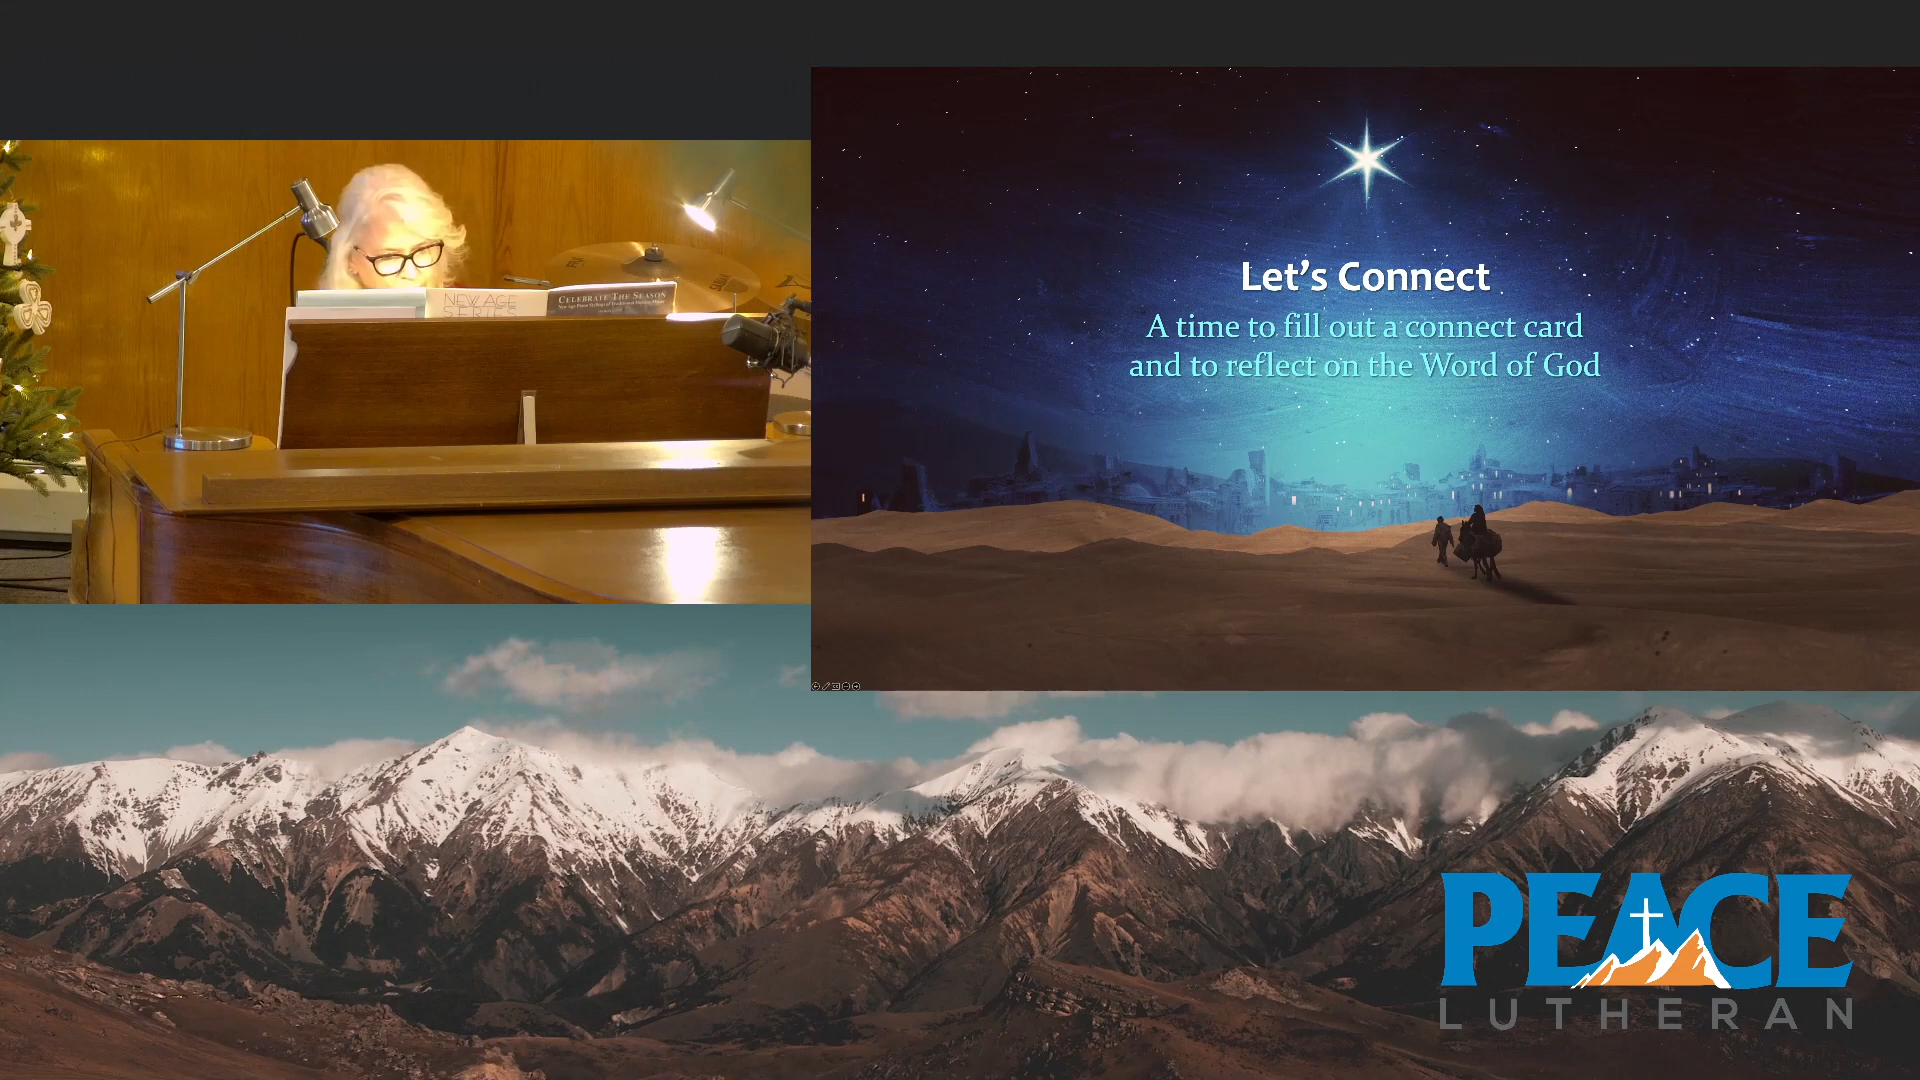 NEW AGE
SERIES
CELEBRATE THE SEASON
Let's Connect
A time to fill out a connect card
and to reflect on the Word of God
PEACE
LUTHERAN